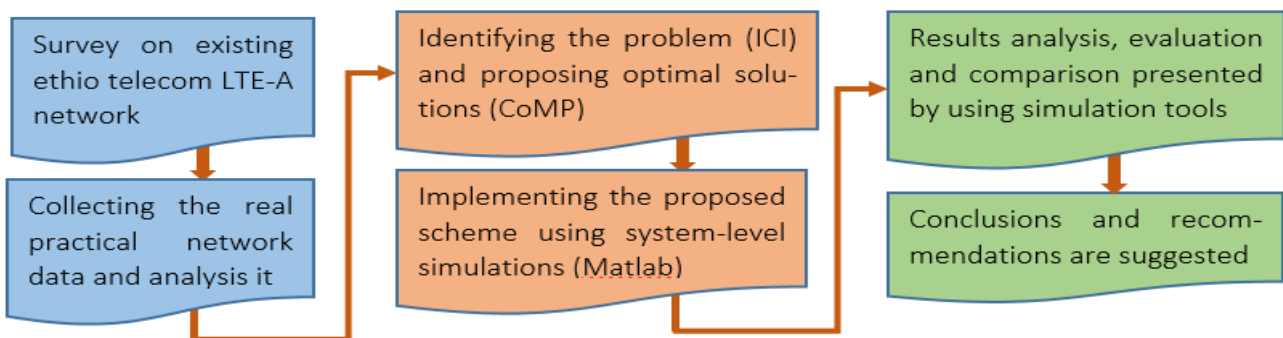 Survey on existing
ethio telecom LTE-A
network
Collecting the real
practical network
data and analysis it
Identifying the problem (ICI)
and proposing optimal solu-
tions (CoMP)
Implementing the proposed
scheme using system-level
simulations (Matlab)
Results analysis, evaluation
and comparison presented
by using simulation tools
Conclusions and recom-
mendations are suggested